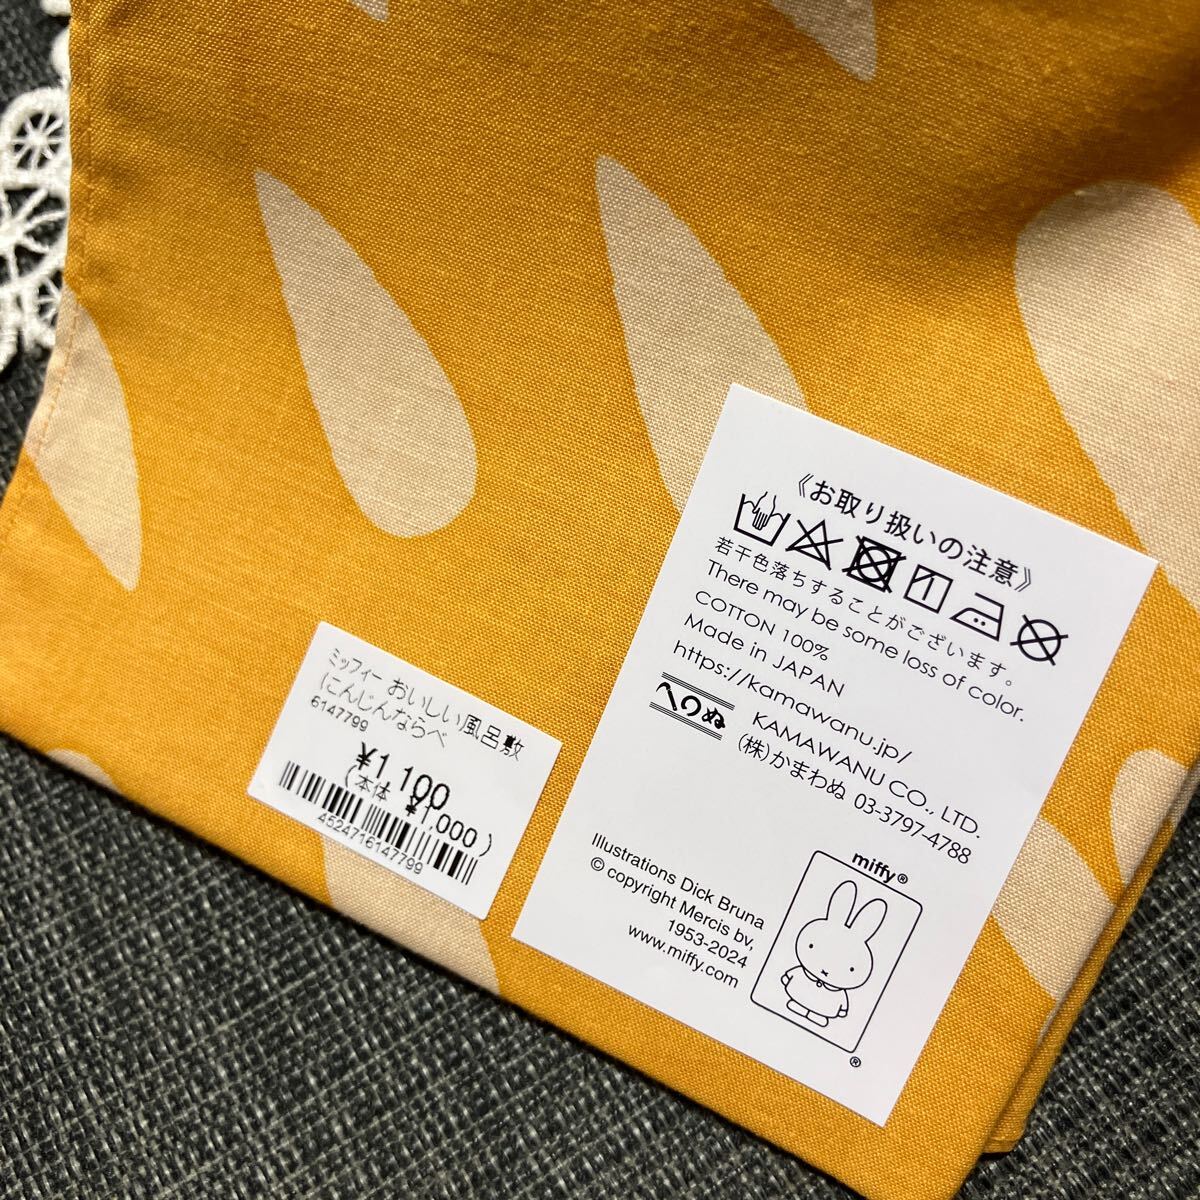 ミッフィー おいしい風呂敷
(にんじんならべ
6147799
¥1,100
(本体 ¥1,000)
4524716147799
《お取り扱いの注意》
若干色落ちすることがございます。
There may be some loss of color.
COTTON 100%
Made in JAPAN
https://kamawanu.jp/
KAMAWANU CO., LTD.
(株)かまわぬ 03-3797-4788
Illustrations Dick Bruna
© copyright Mercis bv,
1953-2024
www.miffy.com
miffy®
®